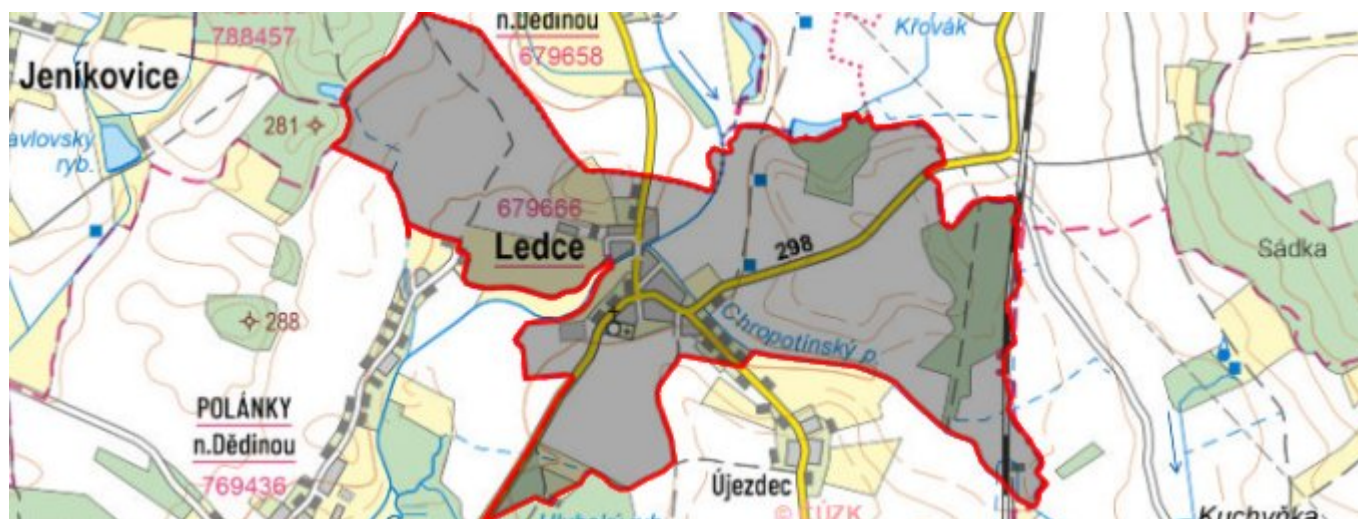 788457
n.Dědinou
679658
Křovák
Jeníkovice
281
avlovský
ryb.
679666
Ledce
298
Sádka
288
Chropotínský p.
POLÁNKY
n.Dědinou
769436
Újezdec
© ČÚZK
Kuchyňka